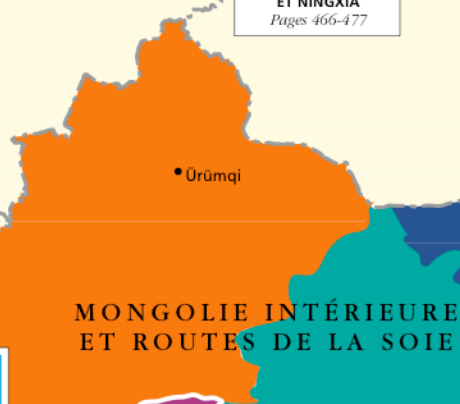 ET NINGXIA
Pages 466-477
Ürümqi
MONGOLIE INTÉRIEURE
ET ROUTES DE LA SOIE